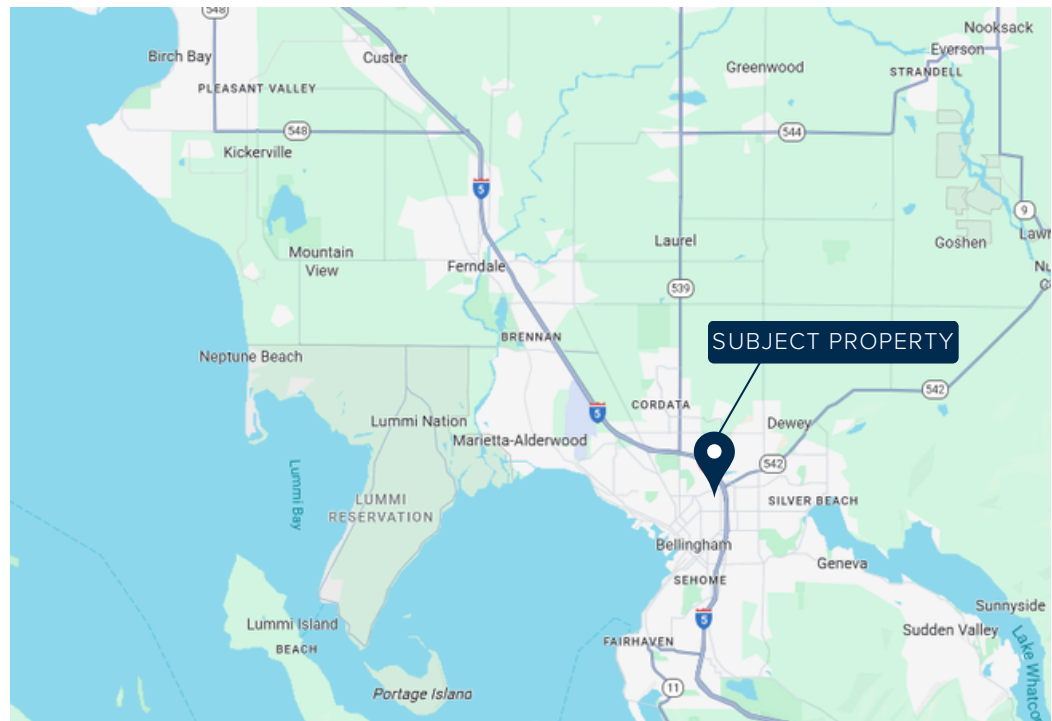 548
Birch Bay
Custer
PLEASANT VALLEY
Nooksack
Everson
STRANDELL
Greenwood
548
544
Kickerville
5
9
Laurel
Goshen
Mountain
View
Ferndale
539
BRENNAN
SUBJECT PROPERTY
Neptune Beach
542
CORDATA
5
Lummi Nation
Marietta-Alderwood
Dewey
542
Lummi Bay
LUMMI
RESERVATION
SILVER BEACH
Bellingham
Geneva
SEHOME
Sunnyside
5
Lummi Island
BEACH
FAIRHAVEN
Sudden Valley
Lake Whatco
11
Portage Island